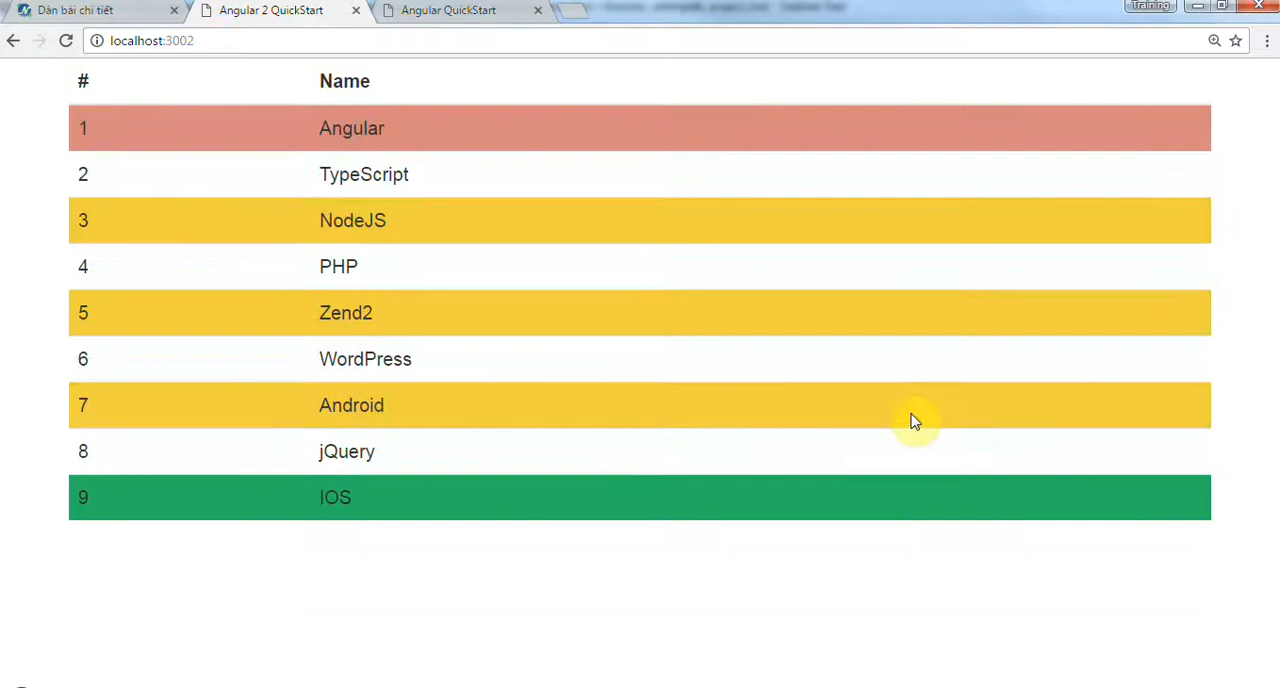 Dàn bài chi tiết
Angular 2 QuickStart
Angular QuickStart
Training
localhost:3002
# Name
1 Angular
2 TypeScript
3 NodeJS
4 PHP
5 Zend2
6 WordPress
7 Android
8 jQuery
9 IOS